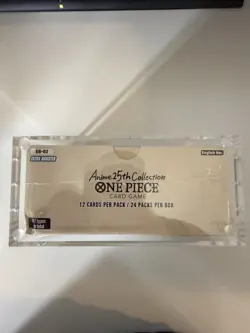 EB-02
EXTRA BOOSTER
English Ver.
Anime 25th Collection
ONE PIECE
CARD GAME
12 CARDS PER PACK / 24 PACKS PER BOX